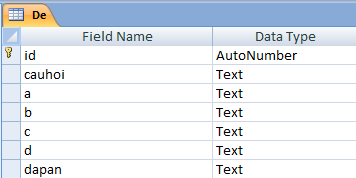 De
Field Name Data Type
id AutoNumber
cauhoi Text
a Text
b Text
c Text
d Text
dapan Text